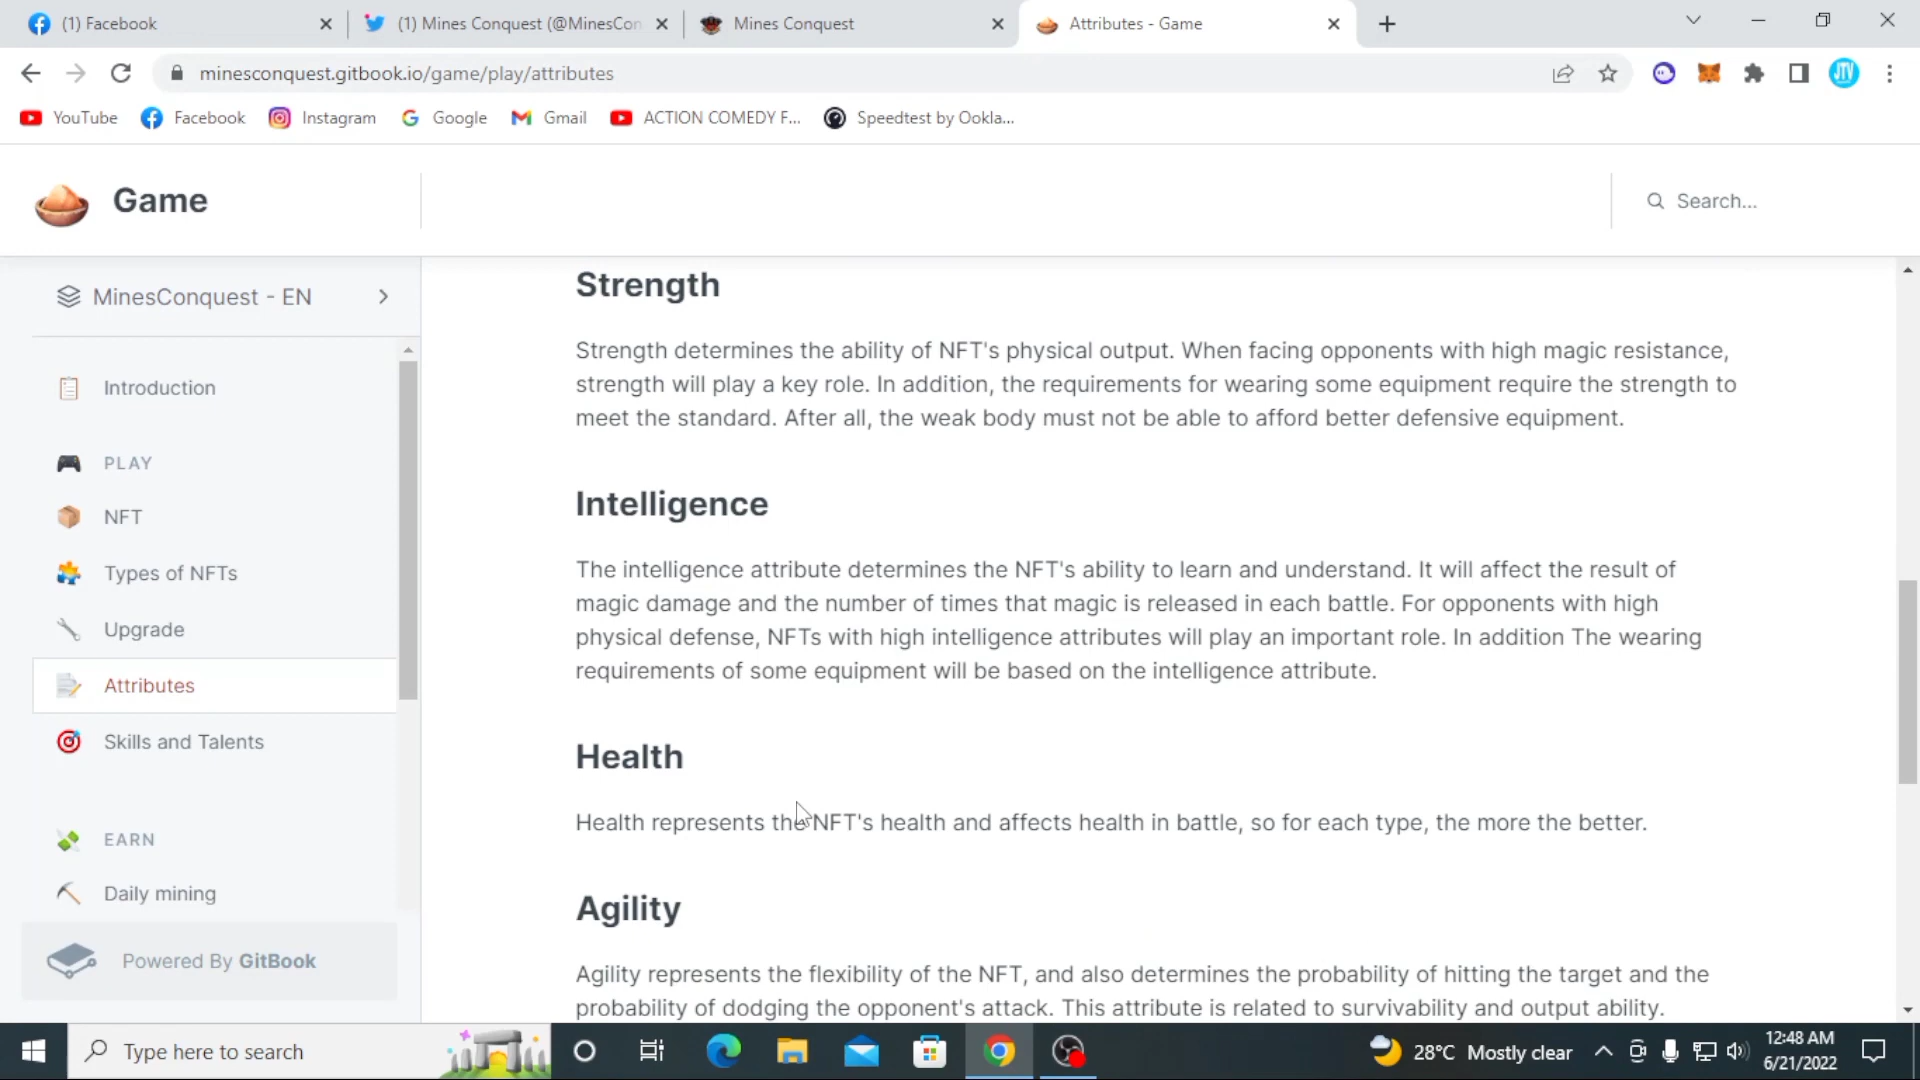 (1) Facebook
(1) Mines Conquest (@MinesCon
Mines Conquest
Attributes - Game
minesconquest.gitbook.io/game/play/attributes
JTV
YouTube
Facebook
Instagram
Google
Gmail
ACTION COMEDY F...
Speedtest by Ookla...
Game
Search...
MinesConquest - EN
Introduction
PLAY
NFT
Types of NFTs
Upgrade
Attributes
Skills and Talents
EARN
Daily mining
Powered By GitBook
Strength
Strength determines the ability of NFT's physical output. When facing opponents with high magic resistance,
strength will play a key role. In addition, the requirements for wearing some equipment require the strength to
meet the standard. After all, the weak body must not be able to afford better defensive equipment.
Intelligence
The intelligence attribute determines the NFT's ability to learn and understand. It will affect the result of
magic damage and the number of times that magic is released in each battle. For opponents with high
physical defense, NFTs with high intelligence attributes will play an important role. In addition The wearing
requirements of some equipment will be based on the intelligence attribute.
Health
Health represents the NFT's health and affects health in battle, so for each type, the more the better.
Agility
Agility represents the flexibility of the NFT, and also determines the probability of hitting the target and the
probability of dodging the opponent's attack. This attribute is related to survivability and output ability.
Type here to search
28°C Mostly clear
12:48 AM
6/21/2022